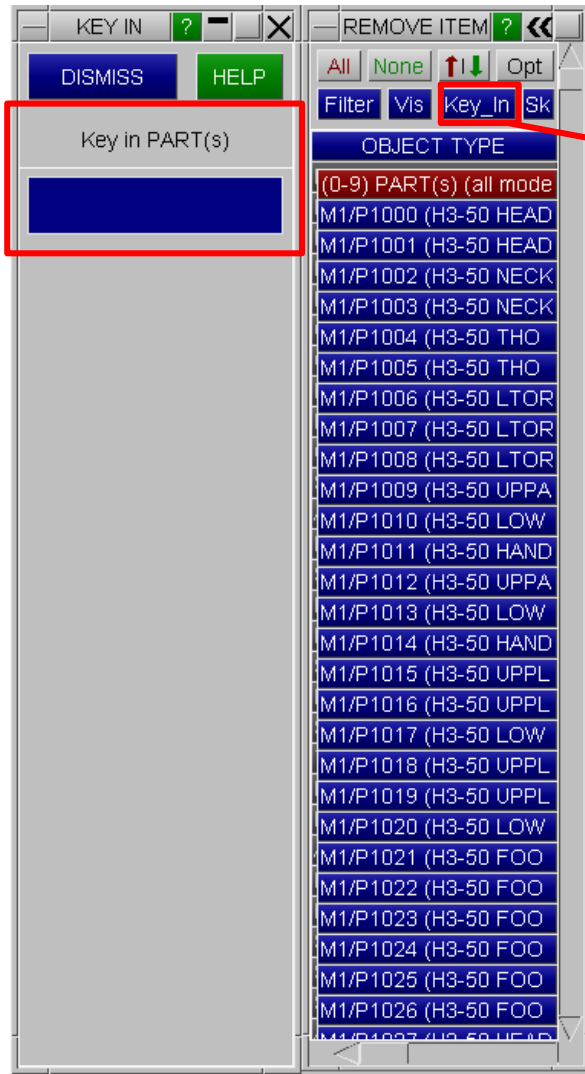 KEY IN ?
DISMISS HELP
Key in PART(s)
REMOVE ITEM ?
All None Opt
Filter Vis Key_In Sk
OBJECT TYPE
(0-9) PART(s) (all mode
M1/P1000 (H3-50 HEAD
M1/P1001 (H3-50 HEAD
M1/P1002 (H3-50 NECK
M1/P1003 (H3-50 NECK
M1/P1004 (H3-50 THO
M1/P1005 (H3-50 THO
M1/P1006 (H3-50 LTOR
M1/P1007 (H3-50 LTOR
M1/P1008 (H3-50 LTOR
M1/P1009 (H3-50 UPPA
M1/P1010 (H3-50 LOW
M1/P1011 (H3-50 HAND
M1/P1012 (H3-50 UPPA
M1/P1013 (H3-50 LOW
M1/P1014 (H3-50 HAND
M1/P1015 (H3-50 UPPL
M1/P1016 (H3-50 UPPL
M1/P1017 (H3-50 LOW
M1/P1018 (H3-50 UPPL
M1/P1019 (H3-50 UPPL
M1/P1020 (H3-50 LOW
M1/P1021 (H3-50 FOO
M1/P1022 (H3-50 FOO
M1/P1023 (H3-50 FOO
M1/P1024 (H3-50 FOO
M1/P1025 (H3-50 FOO
M1/P1026 (H3-50 FOO
M1/P1027 (H3-50 HEAD